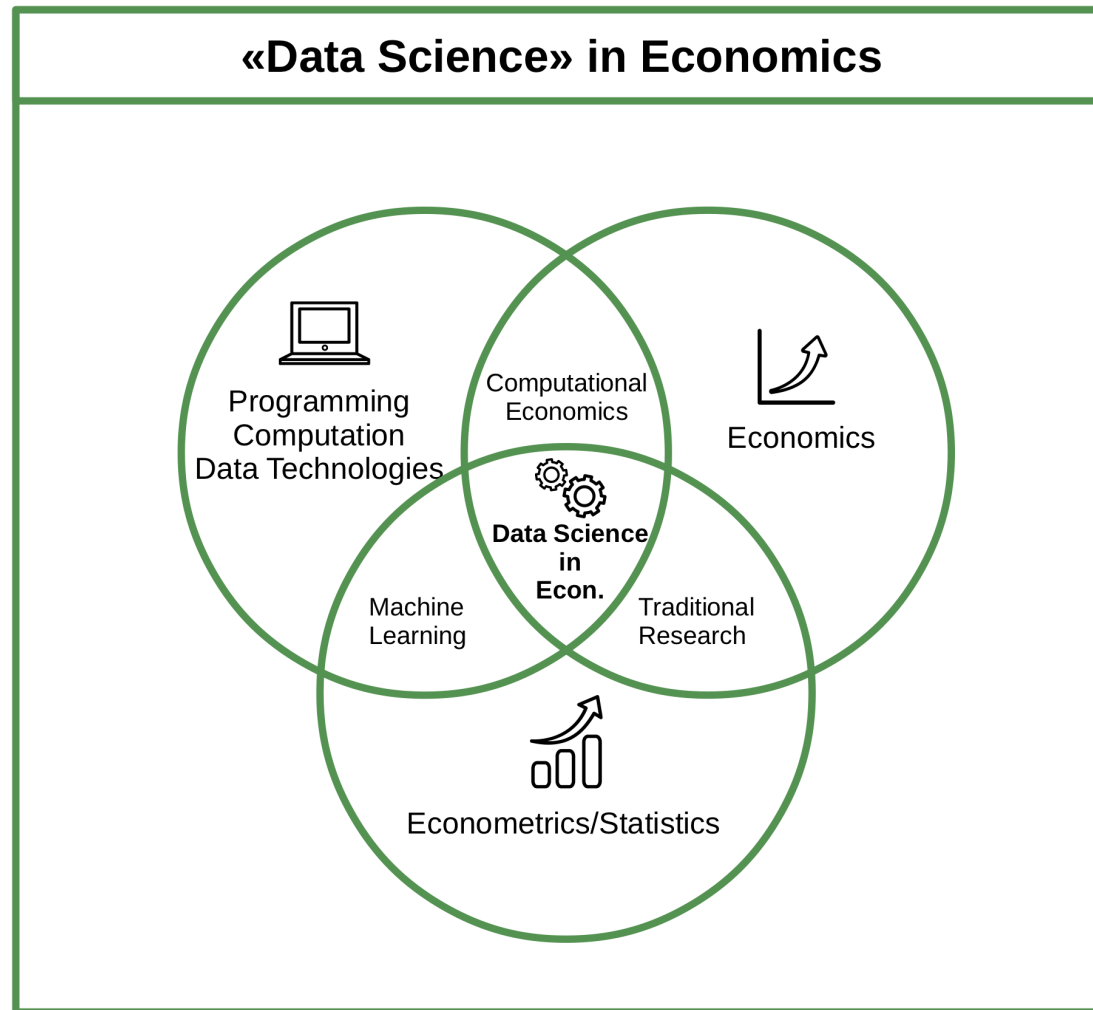 «Data Science» in Economics
Programming
Computation
Data Technologies
Computational
Economics
Economics
Data Science
in
Econ.
Machine
Learning
Traditional
Research
Econometrics/Statistics